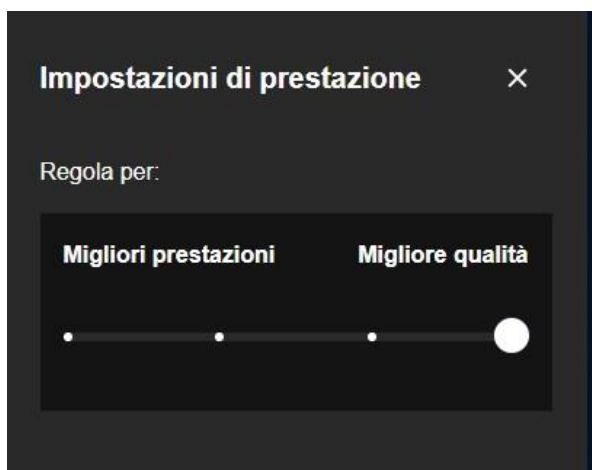 Impostazioni di prestazione
Regola per:
Migliori prestazioni Migliore qualità